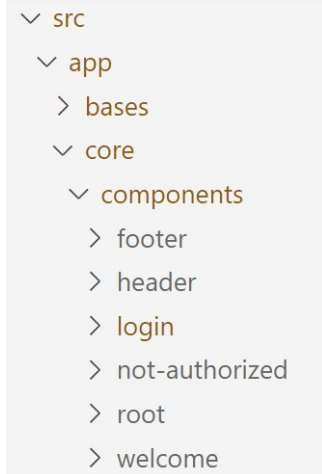 src
app
bases
core
components
footer
header
login
not-authorized
root
welcome